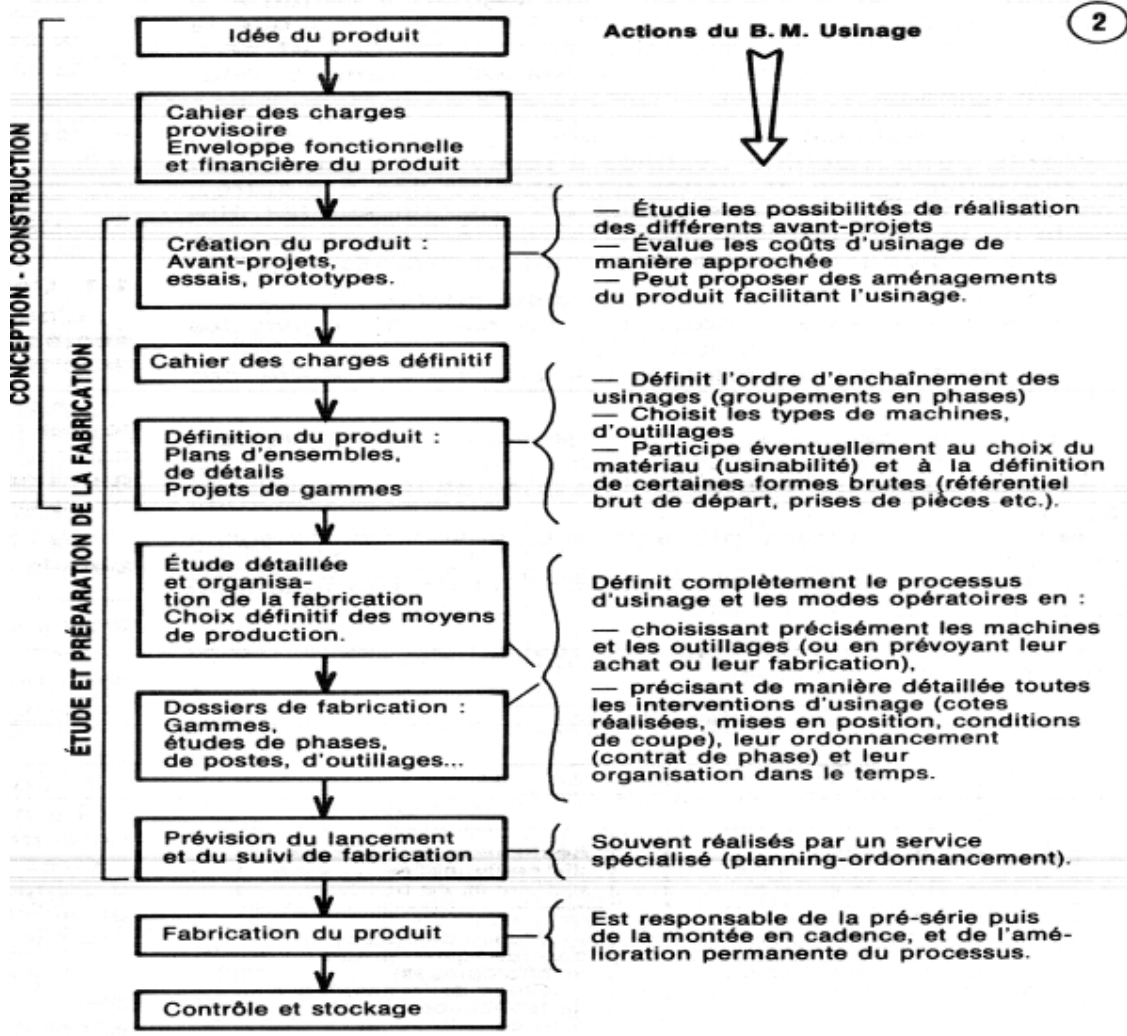 Idée du produit
Actions du B. M. Usinage
2
Cahier des charges
provisoire
Enveloppe fonctionnelle
et financière du produit
CONCEPTION - CONSTRUCTION
Création du produit :
Avant-projets,
essais, prototypes.
— Étudie les possibilités de réalisation
des différents avant-projets
— Évalue les coûts d'usinage de
manière approchée
— Peut proposer des aménagements
du produit facilitant l'usinage.
ÉTUDE ET PRÉPARATION DE LA FABRICATION
Cahier des charges définitif
Définition du produit :
Plans d'ensembles,
de détails
Projets de gammes
— Définit l'ordre d'enchaînement des
usinages (groupements en phases)
— Choisit les types de machines,
d'outillages
— Participe éventuellement au choix du
matériau (usinabilité) et à la définition
de certaines formes brutes (référentiel
brut de départ, prises de pièces etc.).
Étude détaillée
et organisa-
tion de la fabrication
Choix définitif des moyens
de production.
Dossiers de fabrication :
Gammes,
études de phases,
de postes, d'outillages...
Définit complètement le processus
d'usinage et les modes opératoires en :
— choisissant précisément les machines
et les outillages (ou en prévoyant leur
achat ou leur fabrication),
— précisant de manière détaillée toutes
les interventions d'usinage (cotes
réalisées, mises en position, conditions
de coupe), leur ordonnancement
(contrat de phase) et leur
organisation dans le temps.
Prévision du lancement
et du suivi de fabrication
Souvent réalisés par un service
spécialisé (planning-ordonnancement).
Fabrication du produit
Est responsable de la pré-série puis
de la montée en cadence, et de l'amé-
lioration permanente du processus.
Contrôle et stockage